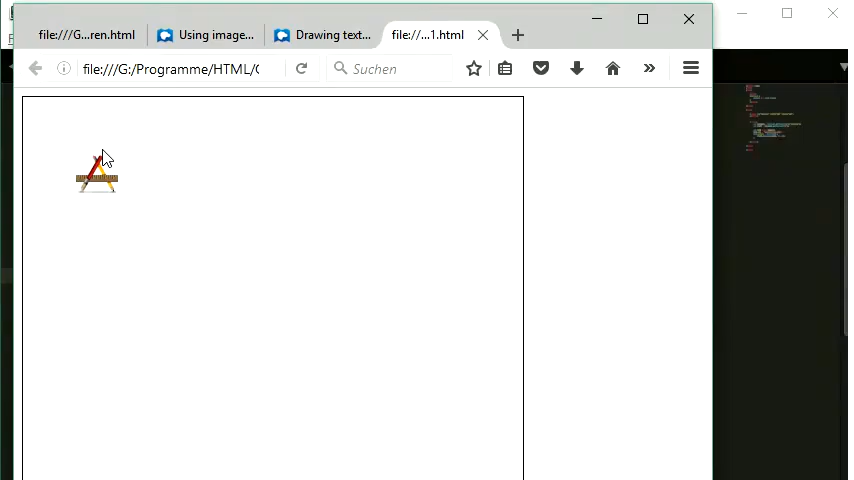 file:///G...ren.html
Using image...
Drawing text...
file://...1.html
file:///G:/Programme/HTML/
Suchen